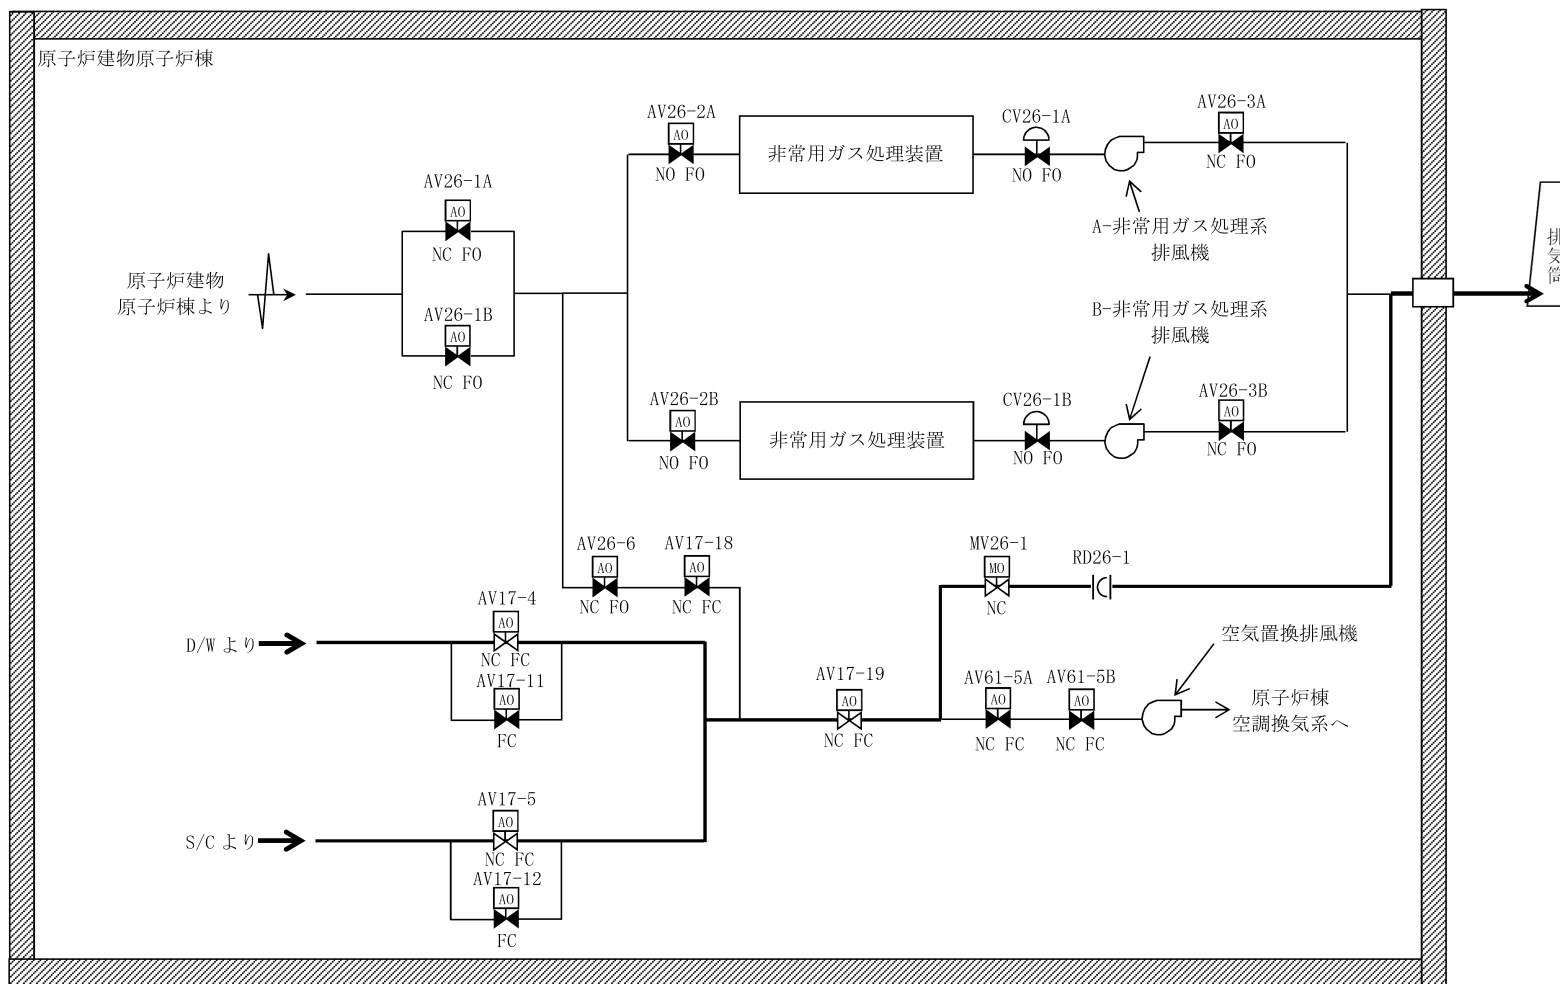 原子炉建物原子炉棟
AV26-2A
AO
NO FO
非常用ガス処理装置
CV26-1A
NO FO
AV26-3A
AO
NC FO
A-非常用ガス処理系
排風機
AV26-1A
AO
NC FO
原子炉建物
原子炉棟より
AV26-1B
AO
NC FO
B-非常用ガス処理系
排風機
排気筒
AV26-2B
AO
NO FO
非常用ガス処理装置
CV26-1B
NO FO
AV26-3B
AO
NC FO
AV26-6
AO
NC FO
AV17-18
AO
NC FC
MV26-1
MO
NC
RD26-1
D/W より
AV17-4
AO
NC FC
AV17-11
AO
FC
AV17-19
AO
NC FC
AV61-5A
AO
NC FC
AV61-5B
AO
NC FC
空気置換排風機
原子炉棟
空調換気系へ
S/C より
AV17-5
AO
NC FC
AV17-12
AO
FC